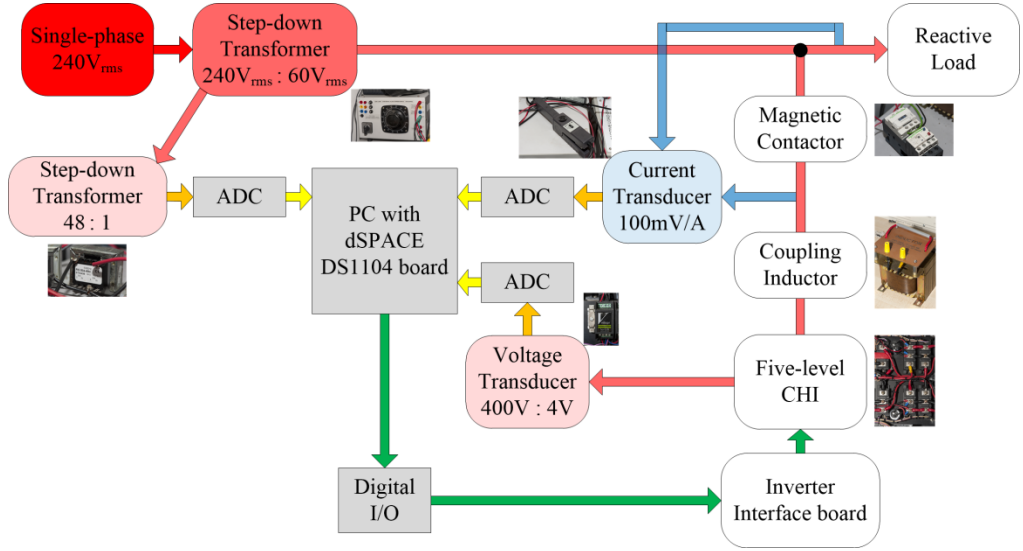 Single-phase
240Vrms
Step-down
Transformer
240Vrms : 60Vrms
Reactive
Load
Magnetic
Contactor
Step-down
Transformer
48 : 1
ADC
PC with
dSPACE
DS1104 board
ADC
Current
Transducer
100mV/A
Coupling
Inductor
ADC
Voltage
Transducer
400V : 4V
Five-level
CHI
Digital
I/O
Inverter
Interface board